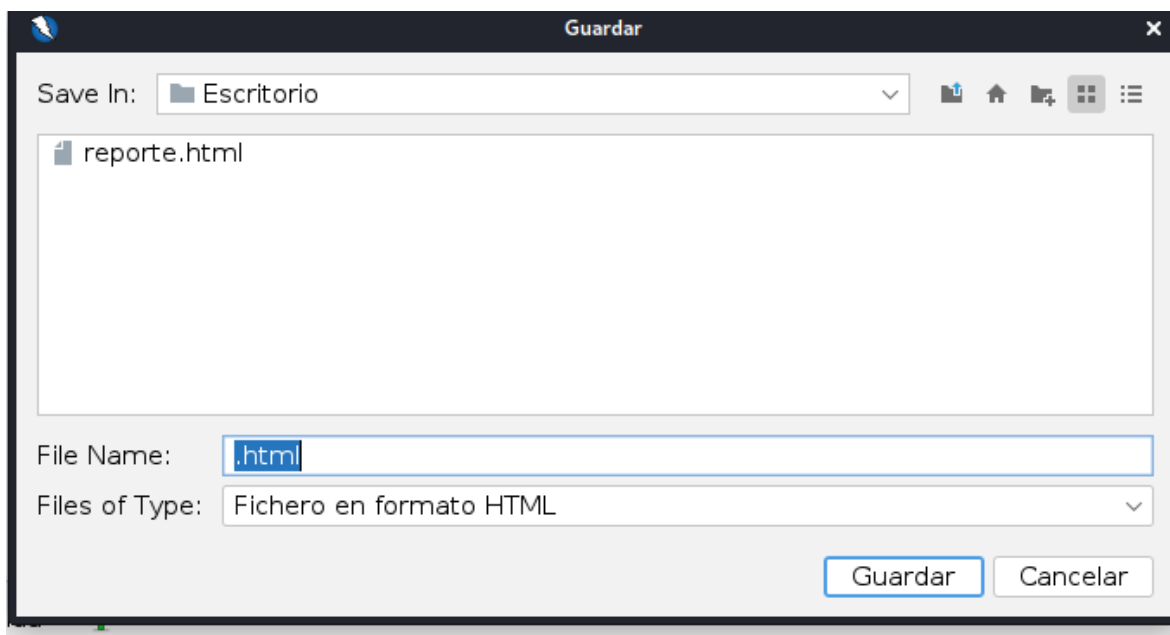 Guardar
Save In: Escritorio
reporte.html
File Name: .html
Files of Type: Fichero en formato HTML
Guardar Cancelar